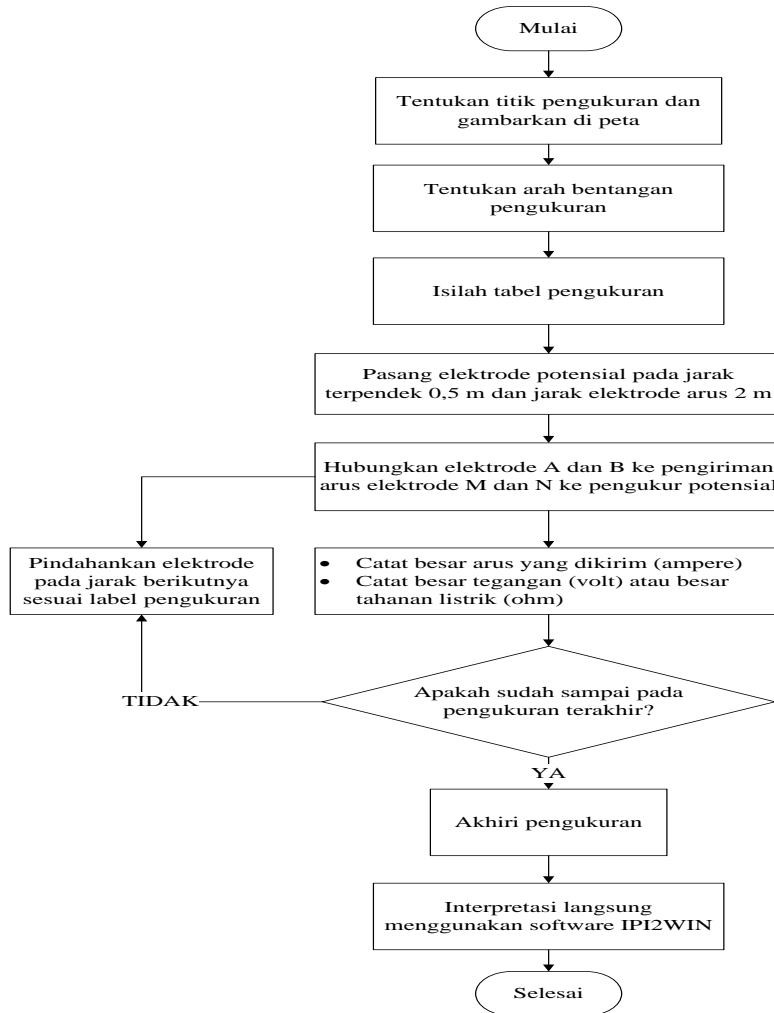 Mulai
Tentukan titik pengukuran dan
gambarkan di peta
Tentukan arah bentangan
pengukuran
Isilah tabel pengukuran
Pasang elektrode potensial pada jarak
terpendek 0,5 m dan jarak elektrode arus 2 m
Hubungkan elektrode A dan B ke pengiriman
arus elektrode M dan N ke pengukur potensial
Pindahankan elektrode
pada jarak berikutnya
sesuai label pengukuran
• Catat besar arus yang dikirim (ampere)
• Catat besar tegangan (volt) atau besar
tahanan listrik (ohm)
Apakah sudah sampai pada
pengukuran terakhir?
TIDAK
YA
Akhiri pengukuran
Interpretasi langsung
menggunakan software IPI2WIN
Selesai